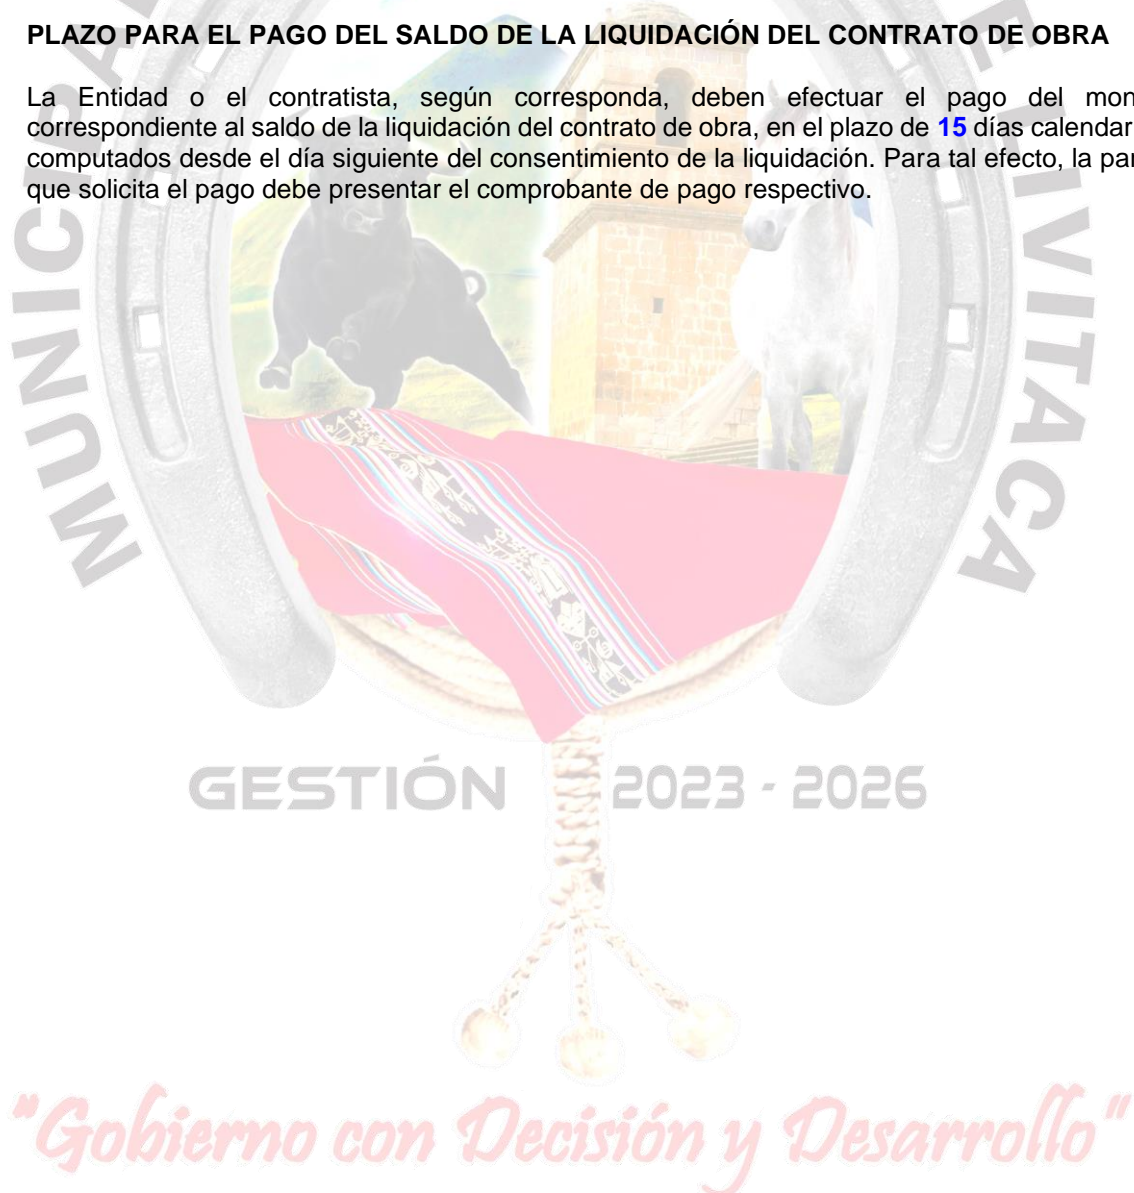 PLAZO PARA EL PAGO DEL SALDO DE LA LIQUIDACIÓN DEL CONTRATO DE OBRA
La Entidad o el contratista, según corresponda, deben efectuar el pago del mon
correspondiente al saldo de la liquidación del contrato de obra, en el plazo de 15 días calendar
computados desde el día siguiente del consentimiento de la liquidación. Para tal efecto, la par
que solicita el pago debe presentar el comprobante de pago respectivo.
MUNICIPA
E LIVITACA
GESTIÓN 2023 - 2026
"Gobierno con Decisión y Desarrollo"